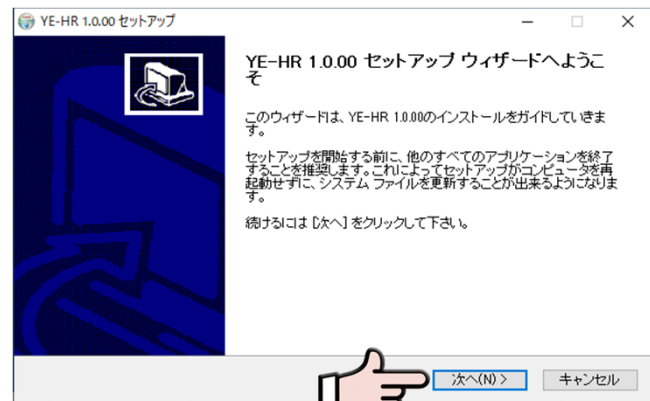 YE-HR 1.0.00 セットアップ
YE-HR 1.0.00 セットアップ ウィザードへようこ
そ
このウィザードは、YE-HR 1.0.00のインストールをガイドしていきま
す。
セットアップを開始する前に、他のすべてのアプリケーションを終了
することを推奨します。これによってセットアップがコンピュータを再
起動せずに、システム ファイルを更新することが出来るようになりま
す。
続けるには [次へ] をクリックして下さい。
次へ(N) >
キャンセル